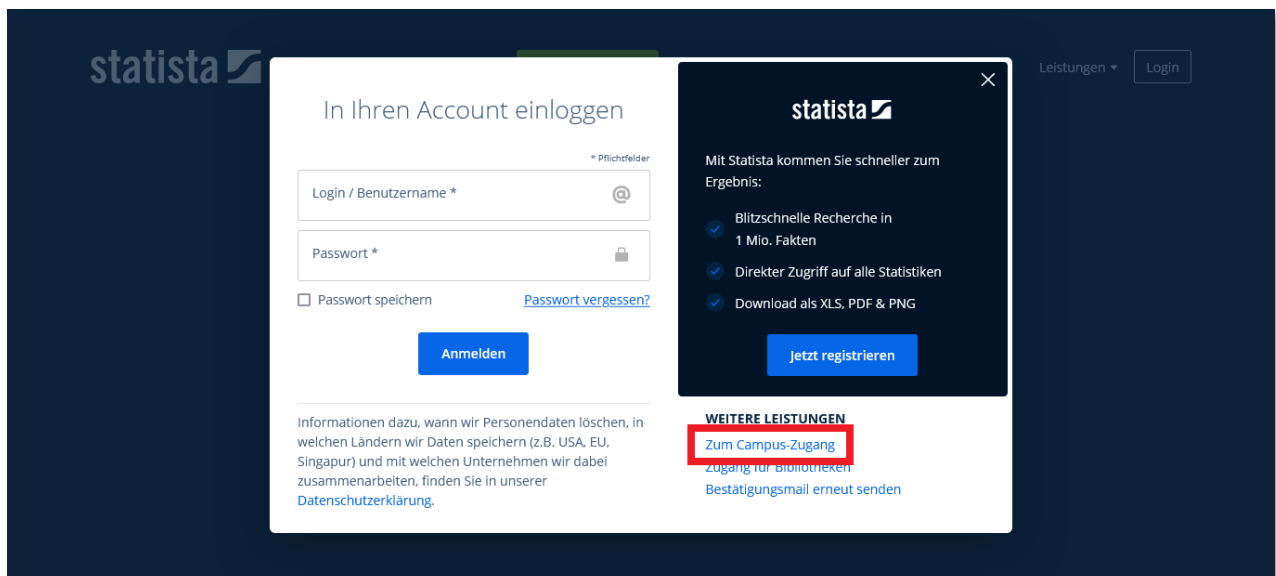 statista
Leistungen
Login
In Ihren Account einloggen
* Pflichtfelder
Login / Benutzername *
@
Passwort *
Passwort speichern
Passwort vergessen?
Anmelden
Informationen dazu, wann wir Personendaten löschen, in
welchen Ländern wir Daten speichern (z.B. USA, EU,
Singapur) und mit welchen Unternehmen wir dabei
zusammenarbeiten, finden Sie in unserer
Datenschutzerklärung.
statista
Mit Statista kommen Sie schneller zum
Ergebnis:
Blitzschnelle Recherche in
1 Mio. Fakten
Direkter Zugriff auf alle Statistiken
Download als XLS, PDF & PNG
Jetzt registrieren
WEITERE LEISTUNGEN
Zum Campus-Zugang
Zugang für Bibliotheken
Bestätigungsmail erneut senden